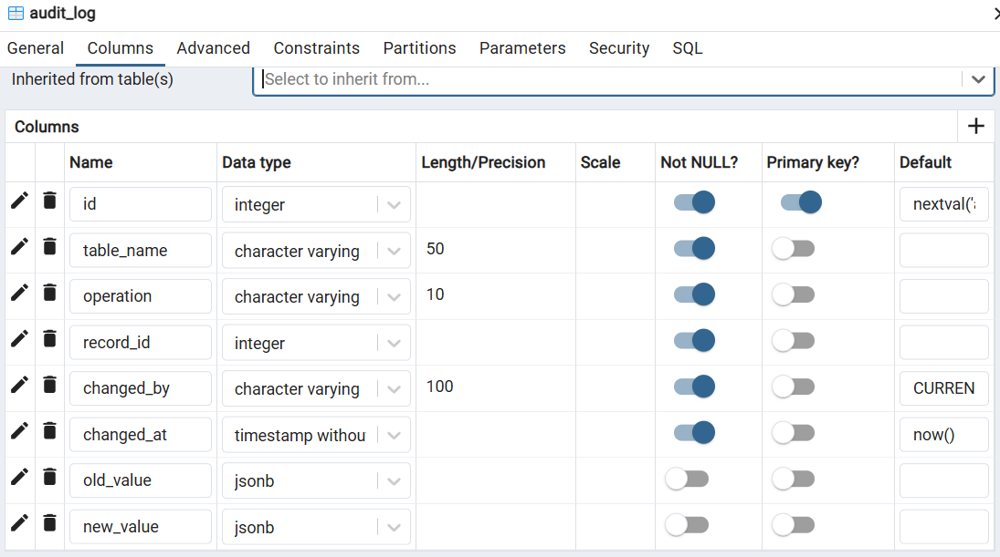 audit_log
General Columns Advanced Constraints Partitions Parameters Security SQL
Inherited from table(s) Select to inherit from...
Columns
Name Data type Length/Precision Scale Not NULL? Primary key? Default
id integer nextval('
table_name character varying 50
operation character varying 10
record_id integer
changed_by character varying 100 CURREN
changed_at timestamp withou now()
old_value jsonb
new_value jsonb